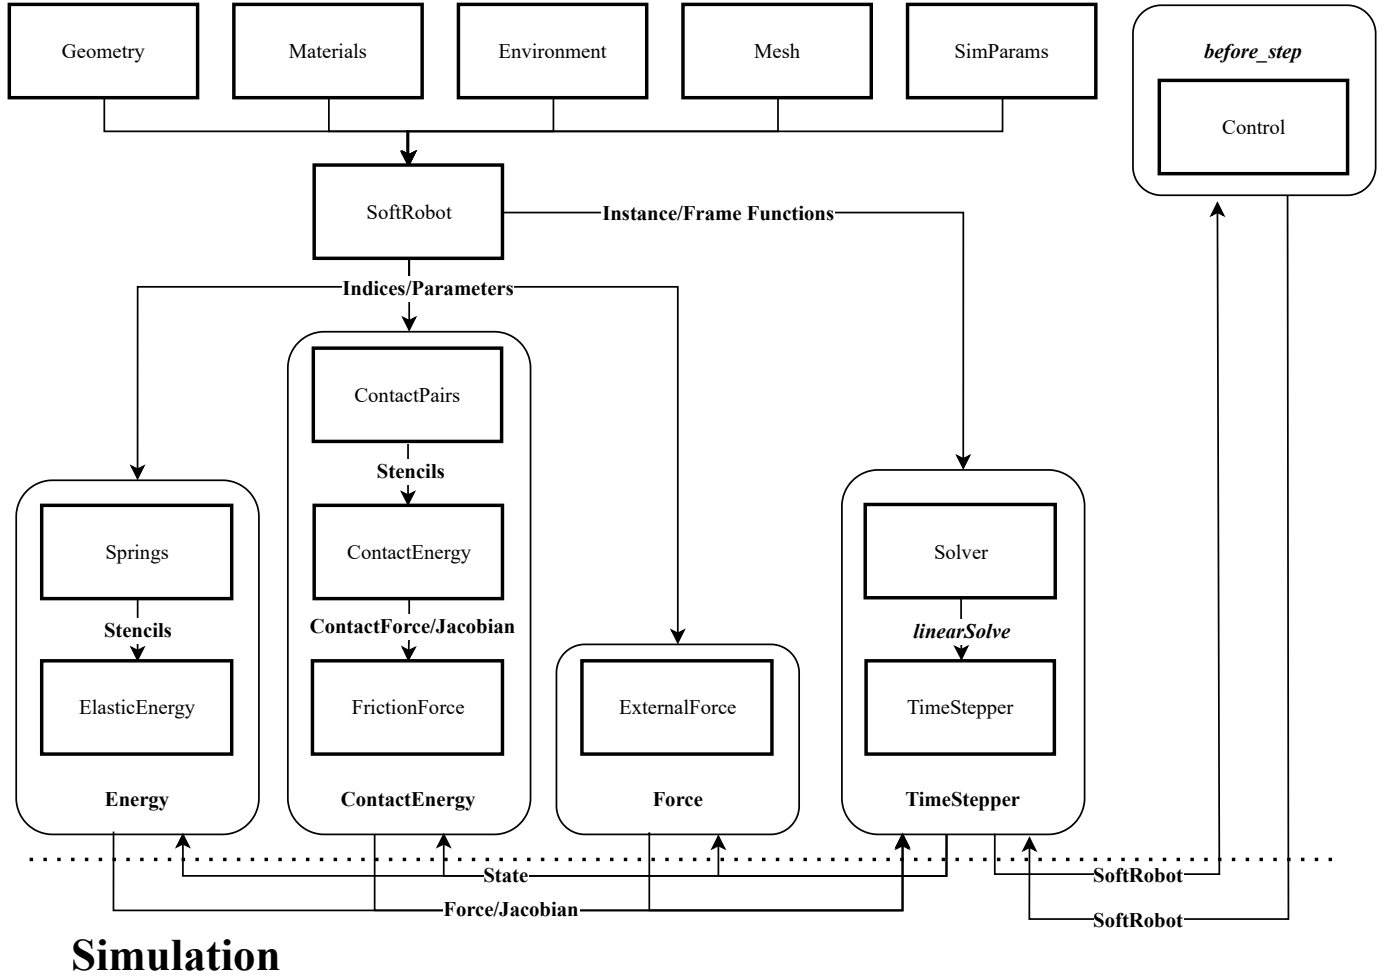 Geometry
Materials
Environment
Mesh
SimParams
before_step
Control
SoftRobot
Instance/Frame Functions
Indices/Parameters
ContactPairs
Stencils
Springs
ContactEnergy
Solver
Stencils
ContactForce/Jacobian
linearSolve
ElasticEnergy
FrictionForce
ExternalForce
TimeStepper
Energy
ContactEnergy
Force
TimeStepper
State
SoftRobot
Force/Jacobian
SoftRobot
Simulation